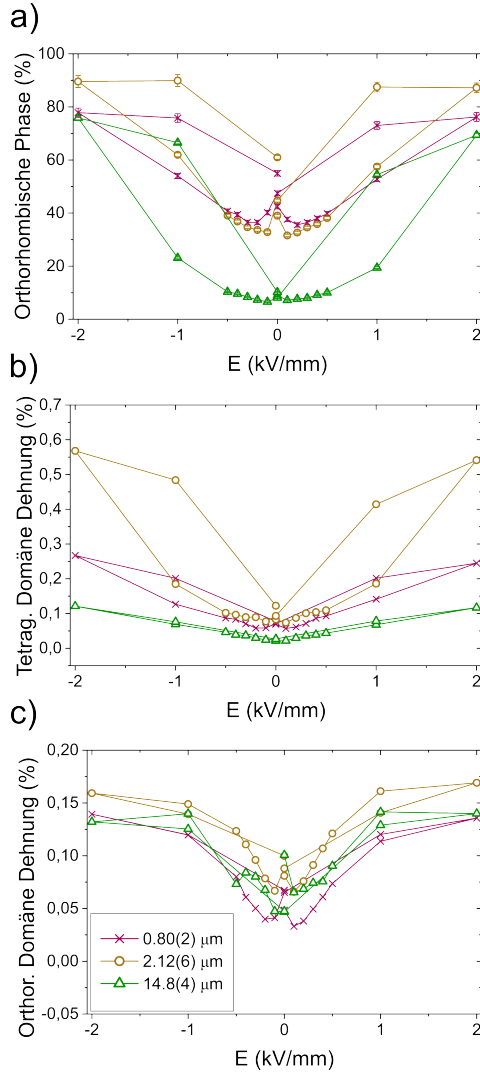 a)
Orthorhombische Phase (%)
100
80
60
40
20
0
-2 -1 0 1 2
E (kV/mm)
b)
Tetrag. Domäne Dehnung (%)
0,7
0,6
0,5
0,4
0,3
0,2
0,1
0,0
-2 -1 0 1 2
E (kV/mm)
c)
Orthor. Domäne Dehnung (%)
0,20
0,15
0,10
0,05
0,00
-0,05
0.80(2) μm
2.12(6) μm
14.8(4) μm
-2 -1 0 1 2
E (kV/mm)